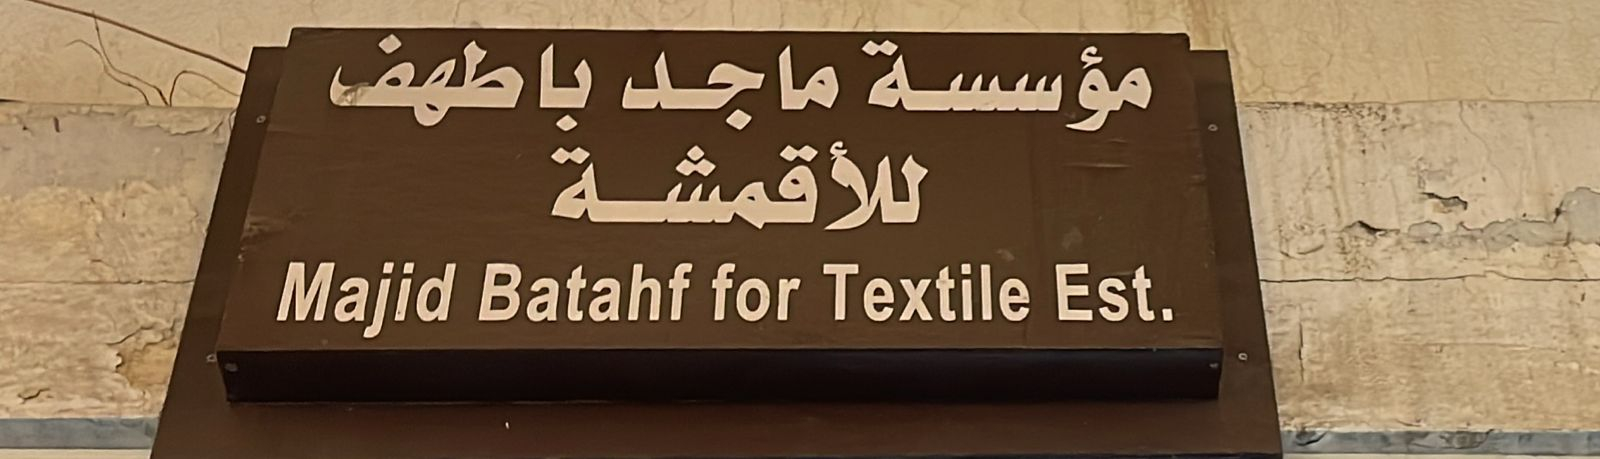 مؤسسة ماجد باطهف
للأقمشة
Majid Batahf for Textile Est.